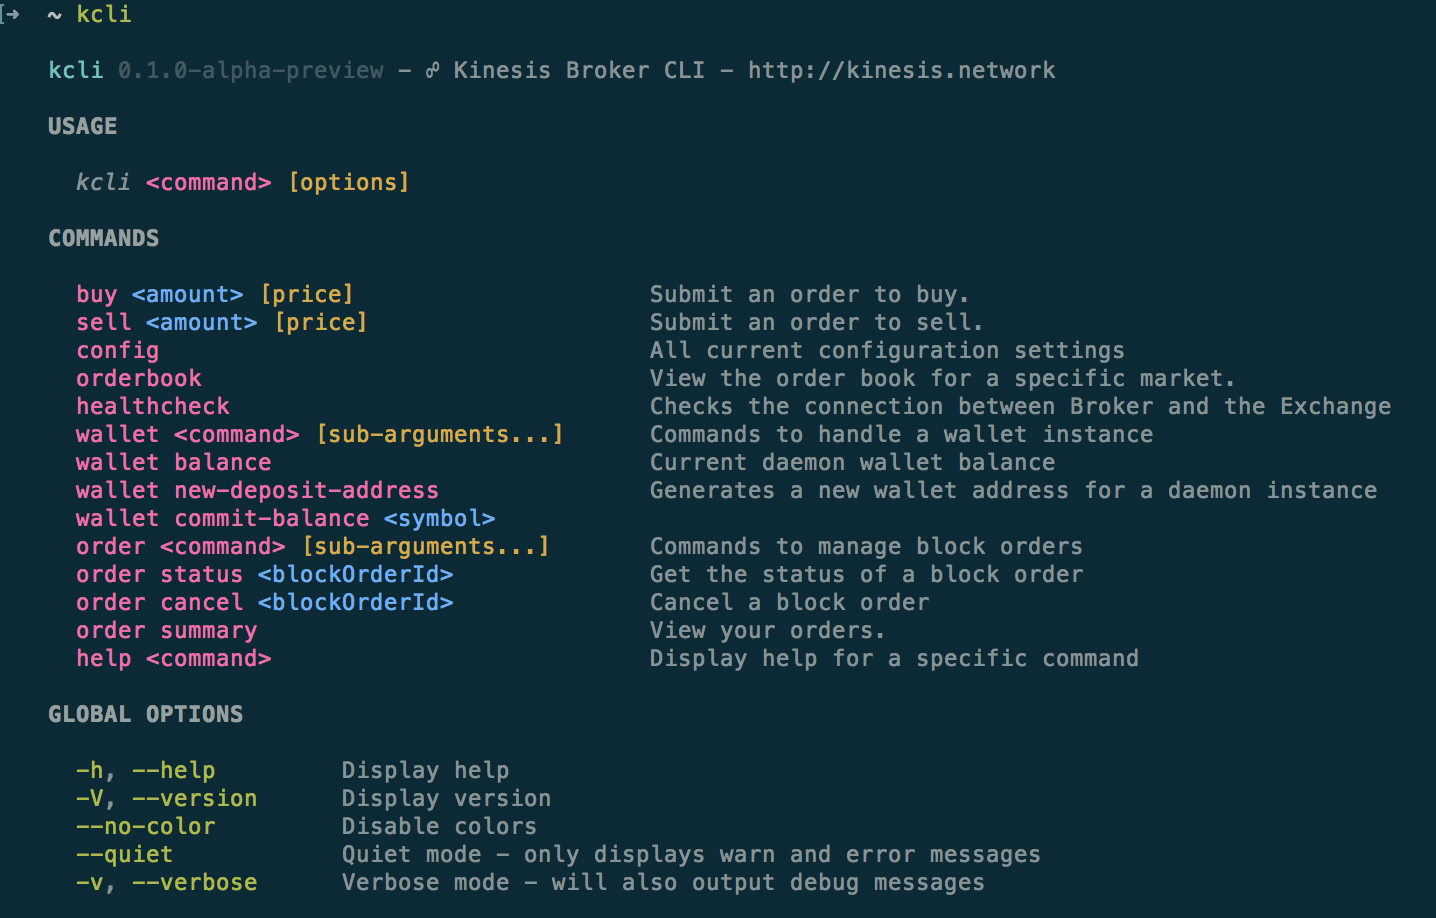 [→ ~ kcli
kcli 0.1.0-alpha-preview – ☍ Kinesis Broker CLI – http://kinesis.network
USAGE
kcli <command> [options]
COMMANDS
buy <amount> [price] Submit an order to buy.
sell <amount> [price] Submit an order to sell.
config All current configuration settings
orderbook View the order book for a specific market.
healthcheck Checks the connection between Broker and the Exchange
wallet <command> [sub-arguments...] Commands to handle a wallet instance
wallet balance Current daemon wallet balance
wallet new-deposit-address Generates a new wallet address for a daemon instance
wallet commit-balance <symbol>
order <command> [sub-arguments...] Commands to manage block orders
order status <blockOrderId> Get the status of a block order
order cancel <blockOrderId> Cancel a block order
order summary View your orders.
help <command> Display help for a specific command
GLOBAL OPTIONS
-h, --help Display help
-V, --version Display version
--no-color Disable colors
--quiet Quiet mode – only displays warn and error messages
-v, --verbose Verbose mode – will also output debug messages